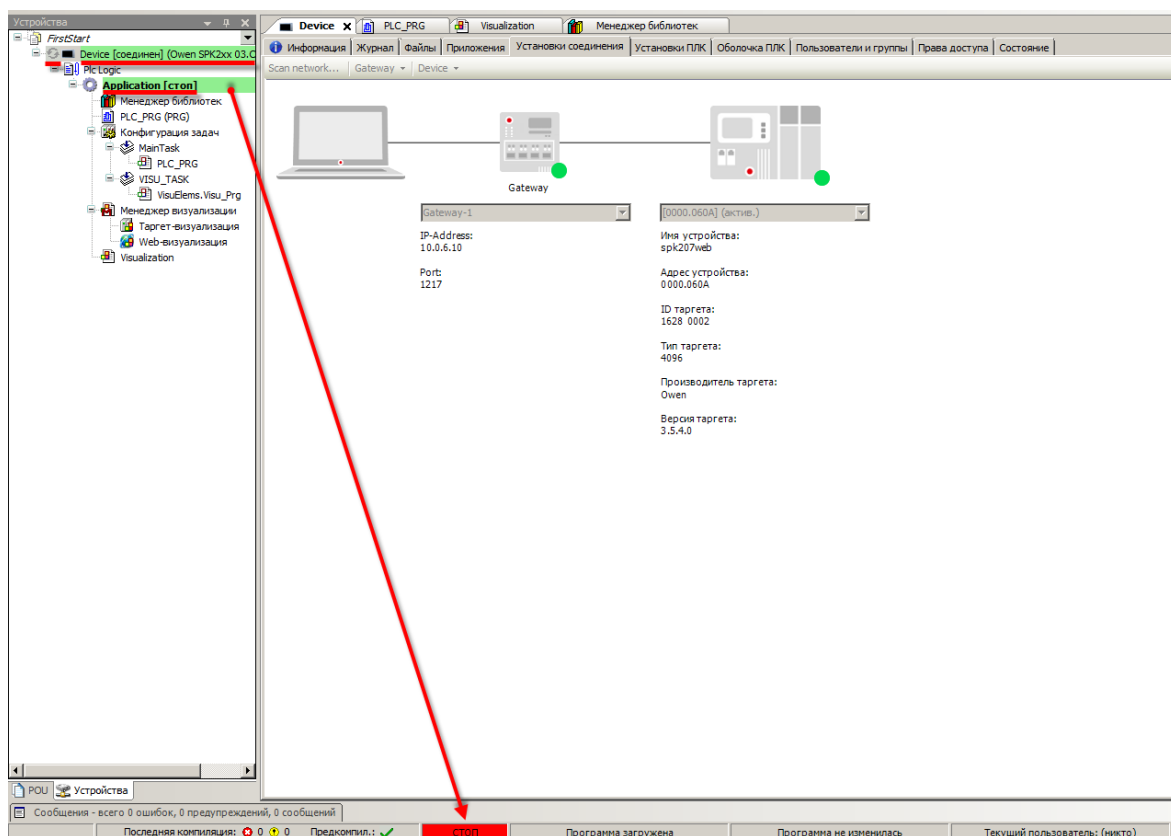 Устройства
FirstStart
Device [соединен] (Owen SPK2xx 03.C
Plc Logic
Application [стоп]
Менеджер библиотек
PLC_PRG (PRG)
Конфигурация задач
MainTask
PLC_PRG
VISU_TASK
VisuElems.Visu_Prg
Менеджер визуализации
Таргет-визуализация
Web-визуализация
Visualization
POU Устройства
Device PLC_PRG Visualization Менеджер библиотек
Информация Журнал Файлы Приложения Установки соединения Установки ПЛК Оболочка ПЛК Пользователи и группы Права доступа Состояние
Scan network... Gateway Device
Gateway
Gateway-1
IP-Address:
10.0.6.10
Port:
1217
[0000.060A] (актив.)
Имя устройства:
spk207web
Адрес устройства:
0000.060A
ID таргета:
1628 0002
Тип таргета:
4096
Производитель таргета:
Owen
Версия таргета:
3.5.4.0
Сообщения - всего 0 ошибок, 0 предупреждений, 0 сообщений
Последняя компиляция: 0 0 Предкомпил.: СТОП Программа загружена Программа не изменилась Текущий пользователь: (никто)